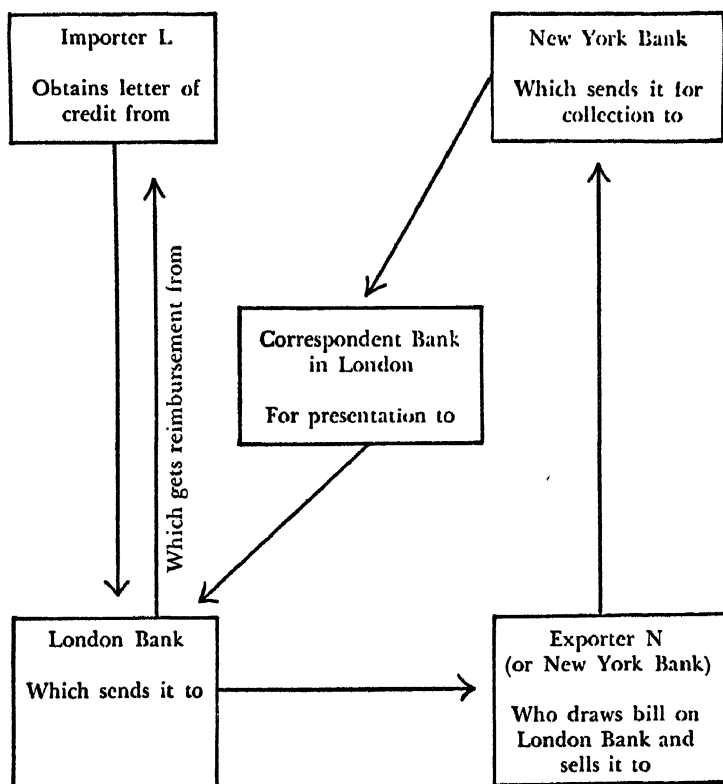 Importer L
Obtains letter of
credit from
New York Bank
Which sends it for
collection to
Which gets reimbursement from
Correspondent Bank
in London
For presentation to
London Bank
Which sends it to
Exporter N
(or New York Bank)
Who draws bill on
London Bank and
sells it to